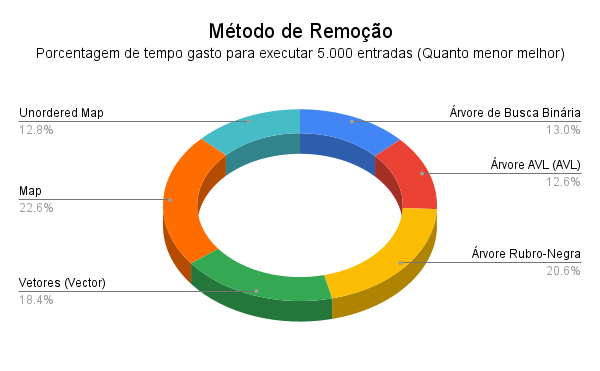 Método de Remoção
Porcentagem de tempo gasto para executar 5.000 entradas (Quanto menor melhor)
Unordered Map
12.8%
Árvore de Busca Binária
13.0%
Árvore AVL (AVL)
12.6%
Map
22.6%
Árvore Rubro-Negra
20.6%
Vetores (Vector)
18.4%